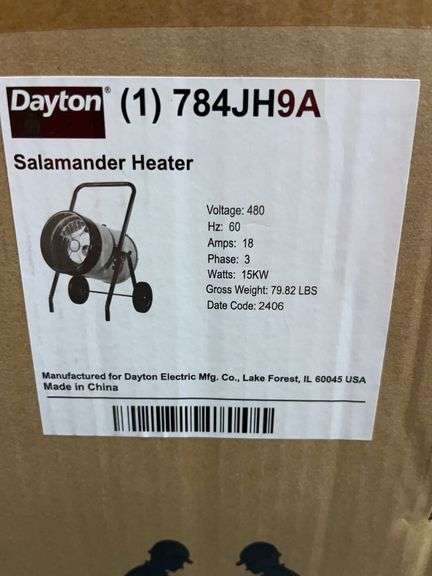 Dayton® (1) 784JH9A
Salamander Heater
Voltage: 480
Hz: 60
Amps: 18
Phase: 3
Watts: 15KW
Gross Weight: 79.82 LBS
Date Code: 2406
Manufactured for Dayton Electric Mfg. Co., Lake Forest, IL 60045 USA
Made in China